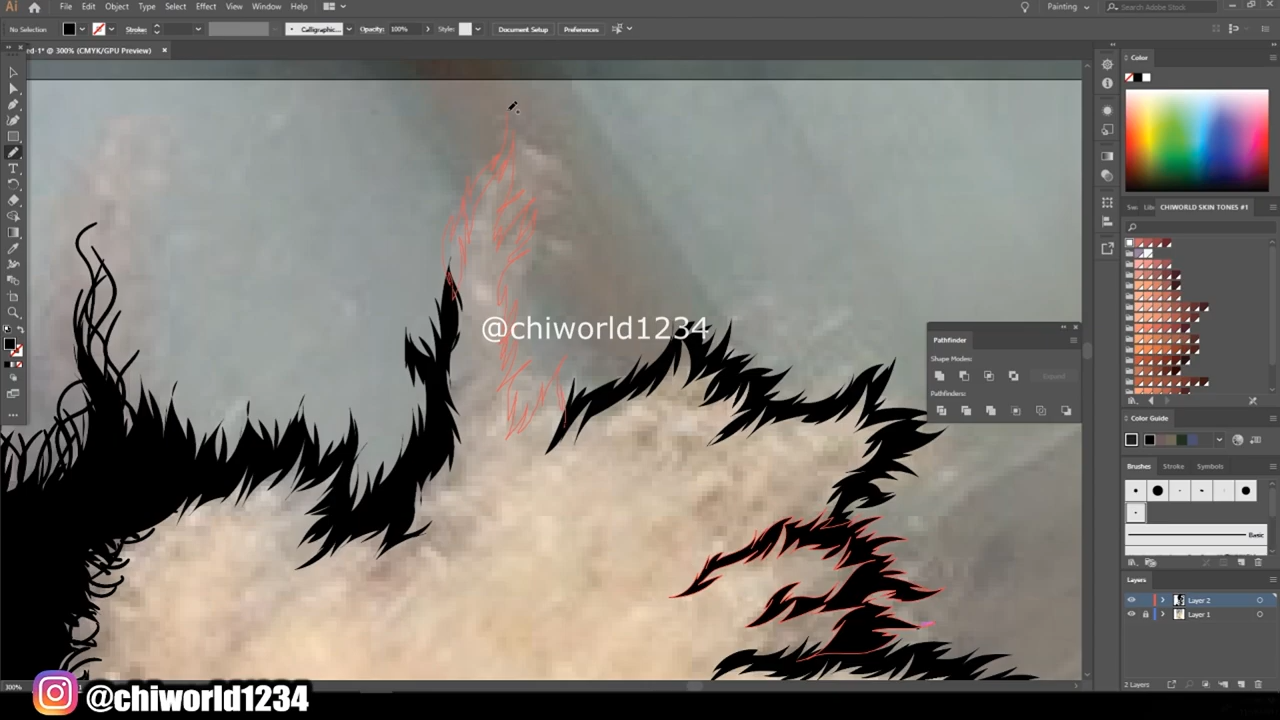 Ai File Edit Object Type Select Effect View Window Help Painting Search Adobe Stock
No Selection Stroke: Calligraphic... Opacity: 100% Style: Document Setup Preferences
ed-1* @ 300% (CMYK/GPU Preview)
Color
CHIWORLD SKIN TONES #1
@chiworld1234
Pathfinder
Shape Modes:
Expand
Pathfinders:
Color Guide
Brushes Stroke Symbols
Basic
Layers
Layer 2
Layer 1
300%
2 Layers
@chiworld1234